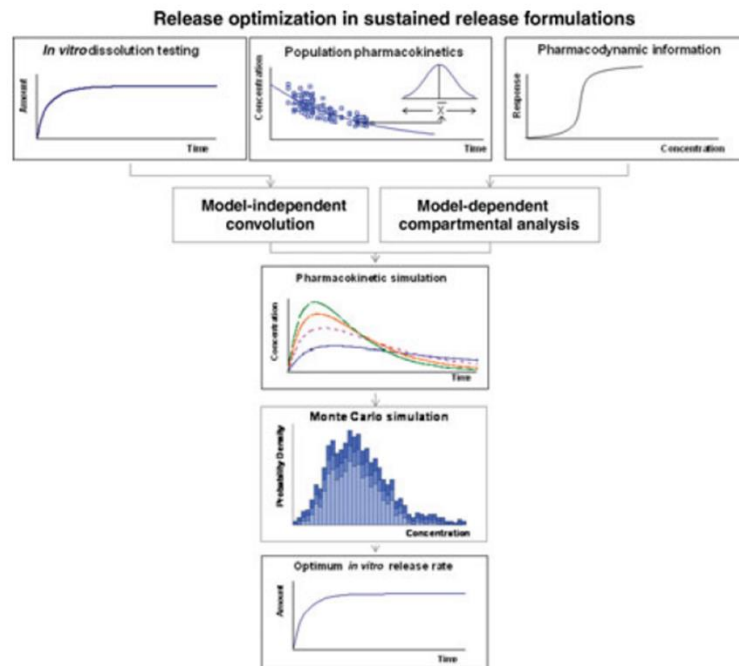 Release optimization in sustained release formulations
In vitro dissolution testing
Amount
Time
Population pharmacokinetics
Concentration
X
Time
Pharmacodynamic information
Response
Concentration
Model-independent
convolution
Model-dependent
compartmental analysis
Pharmacokinetic simulation
Concentration
Time
Monte Carlo simulation
Probability Density
Concentration
Optimum in vitro release rate
Amount
Time